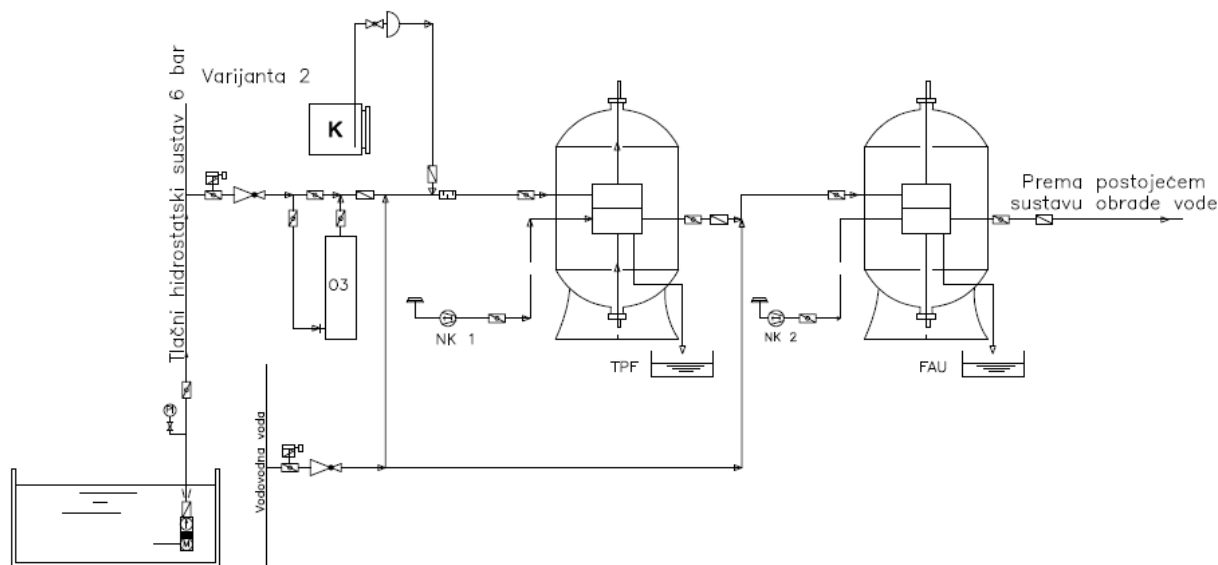 Tlačni hidrostatski sustav 6 bar
Varijanta 2
K
O3
NK 1
TPF
NK 2
FAU
Prema postojećem
sustavu obrade vode
Vodovodna voda
PI
M